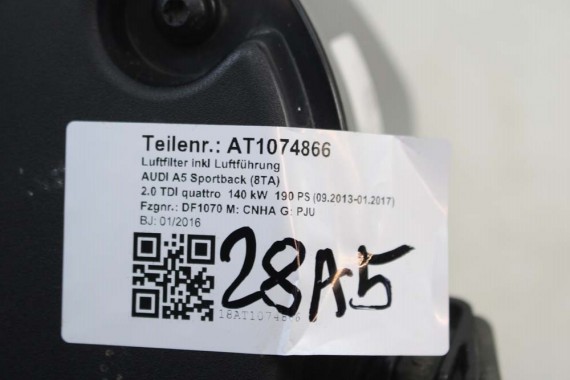 Teilenr.: AT1074866
Luftfilter inkl Luftführung
AUDI A5 Sportback (8TA)
2.0 TDI quattro 140 kW 190 PS (09.2013-01.2017)
Fzgnr.: DF1070 M: CNHA G: PJU
BJ: 01/2016
28A5